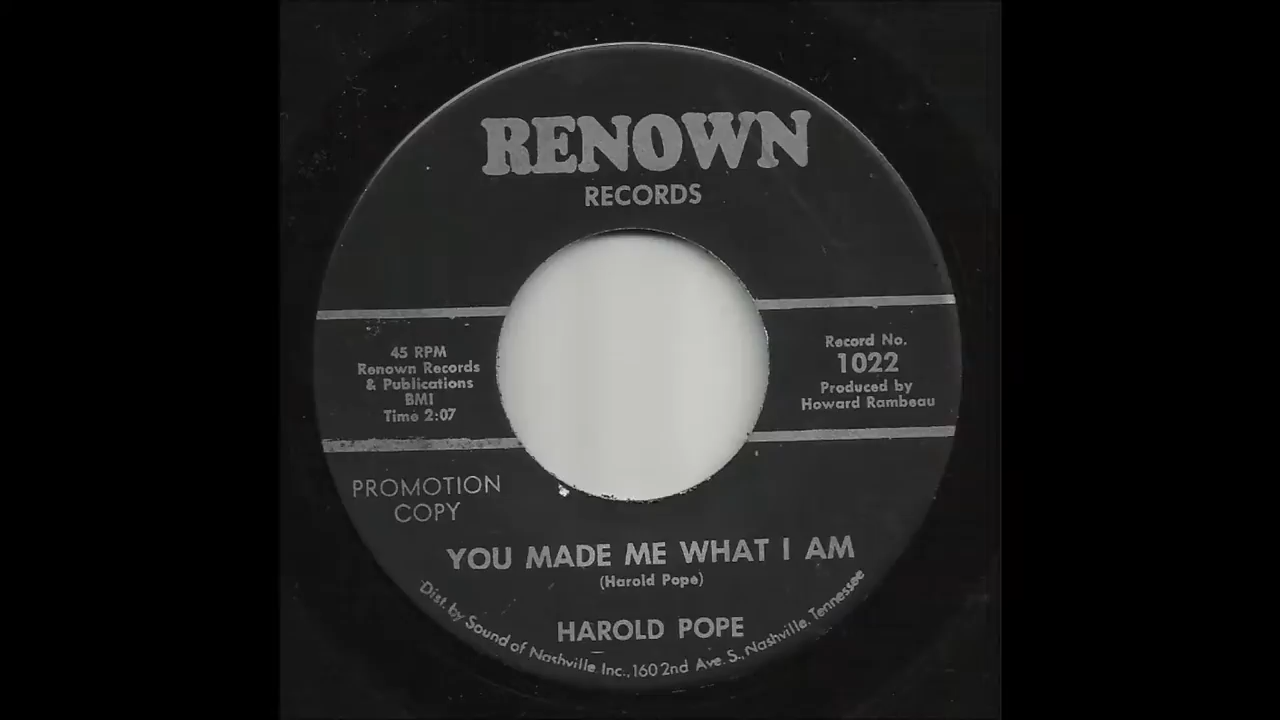 RENOWN
RECORDS
45 RPM
Renown Records
& Publications
BMI
Time 2:07
Record No.
1022
Produced by
Howard Rambeau
PROMOTION
COPY
YOU MADE ME WHAT I AM
(Harold Pope)
HAROLD POPE
Dist. by Sound of Nashville Inc., 160 2nd Ave. S., Nashville, Tennessee